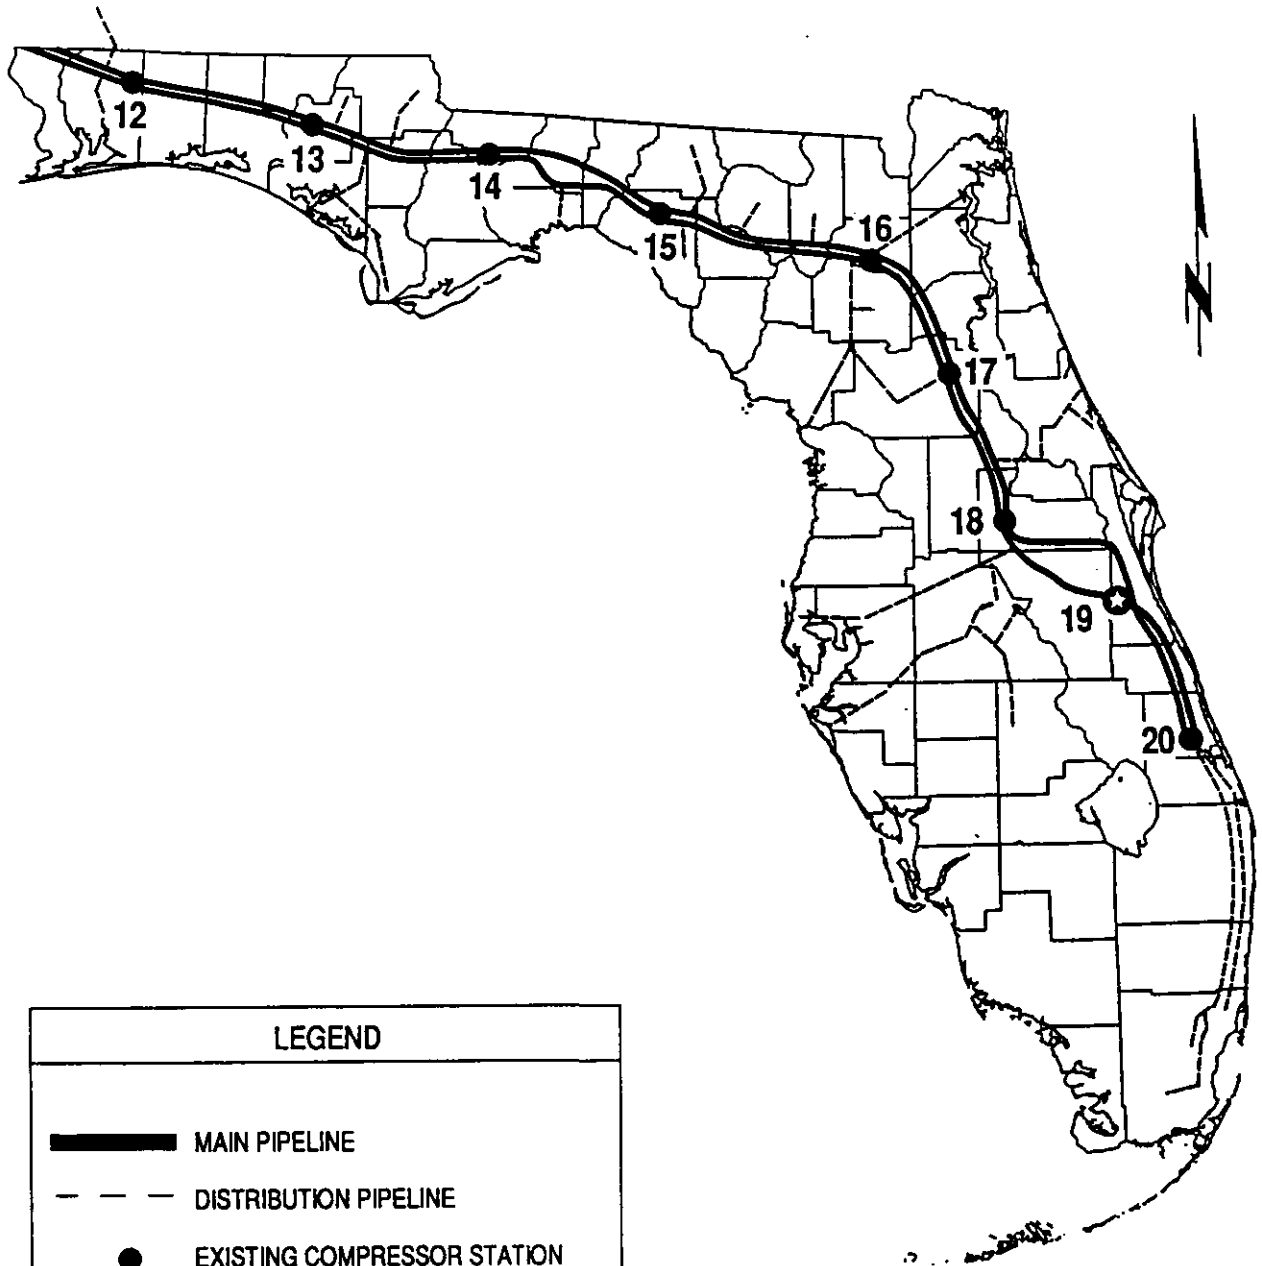 12
13
14
15
16
N
17
18
19
20
LEGEND
MAIN PIPELINE
DISTRIBUTION PIPELINE
EXISTING COMPRESSOR STATION